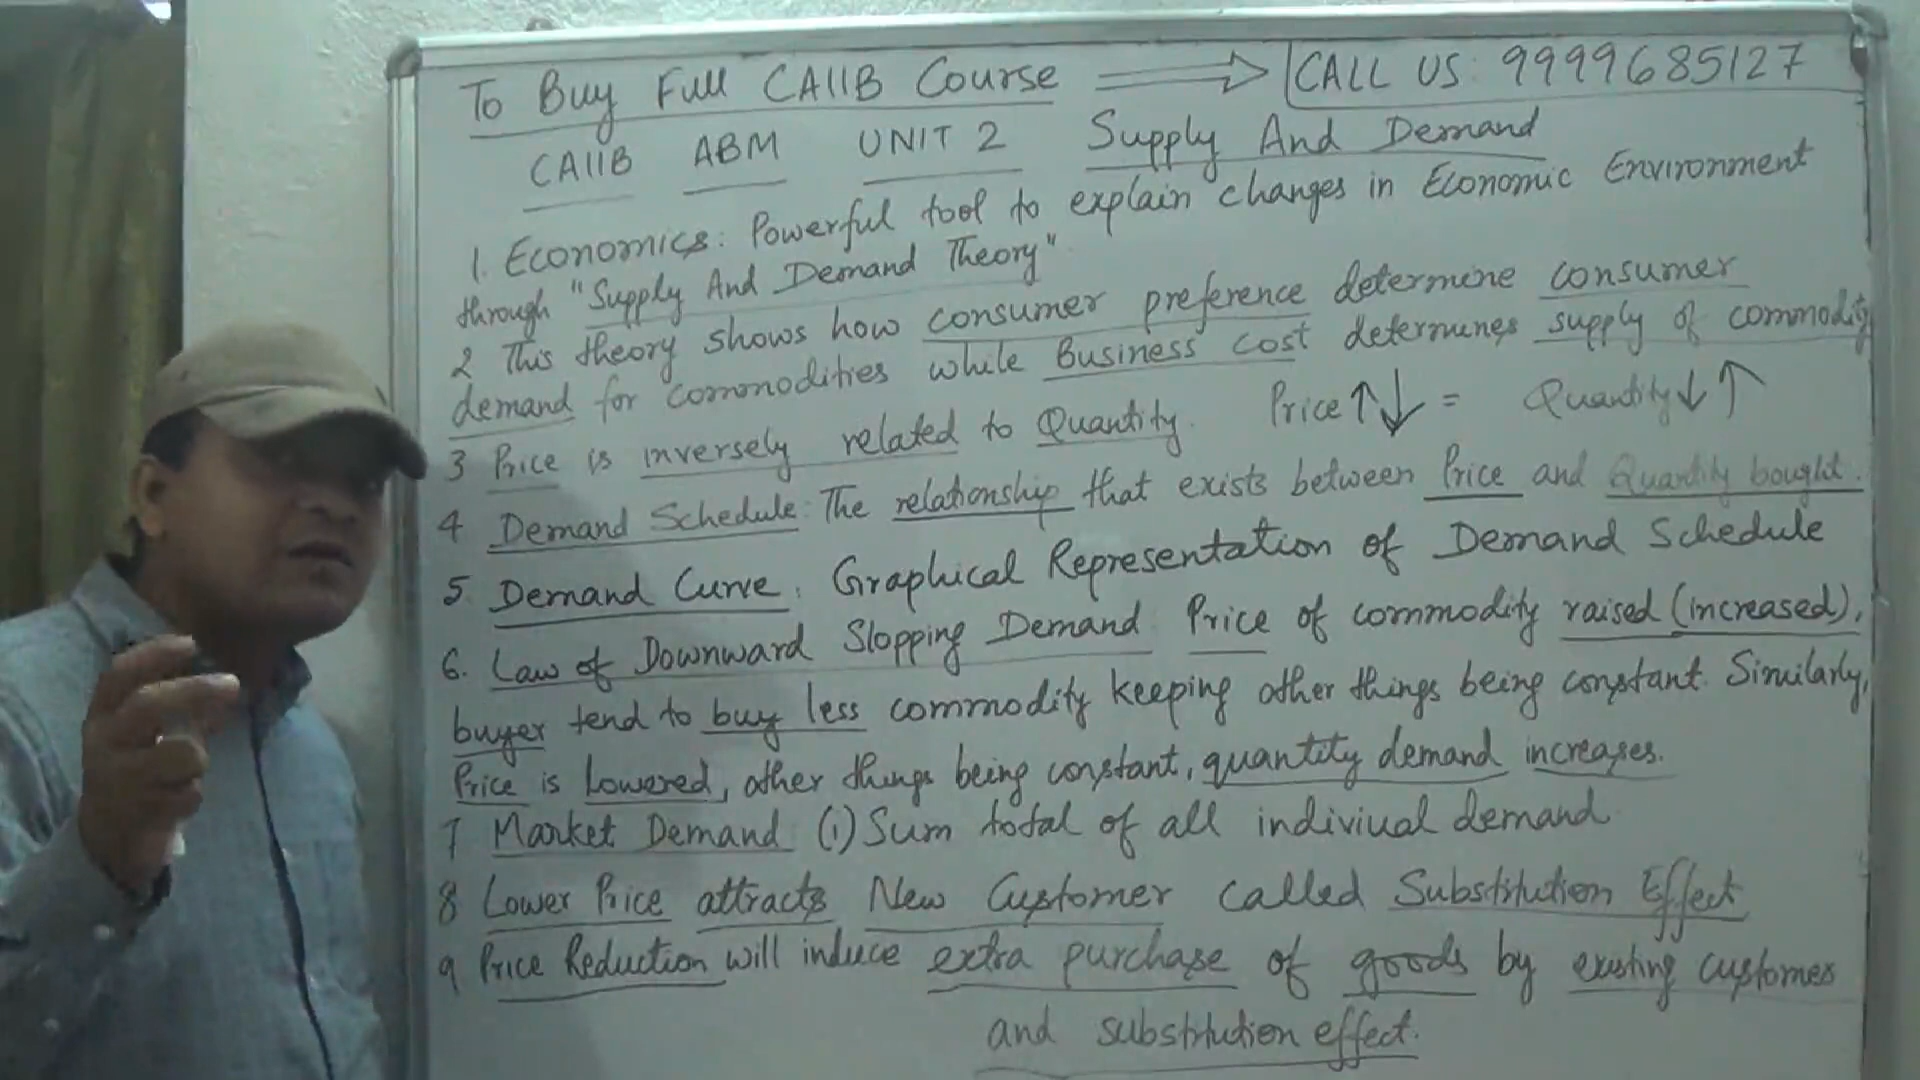 To Buy Full CAIIB Course ⟹ CALL US: 9999685127
CAIIB ABM UNIT 2 Supply And Demand
1. Economics: Powerful tool to explain changes in Economic Environment
through "Supply And Demand Theory"
2 This theory shows how consumer preference determine consumer
demand for commodities while Business cost determines supply of commodity
3 Price is inversely related to Quantity. Price ↑↓ = Quantity ↓↑
4 Demand Schedule: The relationship that exists between Price and Quantity bought.
5. Demand Curve: Graphical Representation of Demand Schedule
6. Law of Downward Slopping Demand Price of commodity raised (increased),
buyer tend to buy less commodity keeping other things being constant. Similarly,
Price is Lowered, other things being constant, quantity demand increases.
7 Market Demand (1) Sum total of all indiviual demand
8 Lower Price attracts New Customer called Substitution Effect
9 Price Reduction will induce extra purchase of goods by existing customer
and substitution effect.